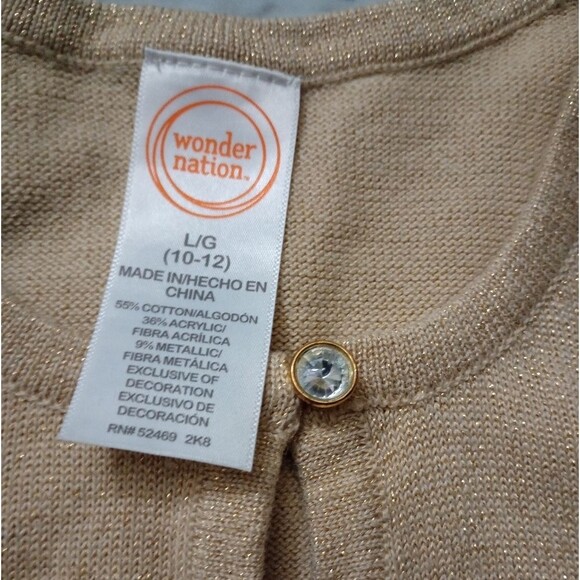 wonder
nation™
L/G
(10-12)
MADE IN/HECHO EN
CHINA
55% COTTON/ALGODÓN
36% ACRYLIC/
FIBRA ACRÍLICA
9% METALLIC/
FIBRA METÁLICA
EXCLUSIVE OF
DECORATION
EXCLUSIVO DE
DECORACIÓN
RN# 52469 2K8